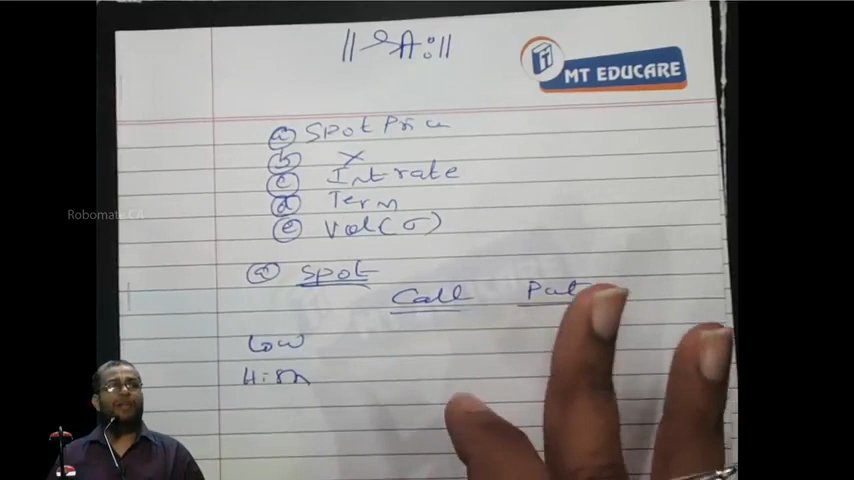 MT EDUCARE
(a) Spot Price
(b) X
(c) Int rate
(d) Term
(e) Vol (σ)
Robomate CA
(a) Spot
Call Put
Low
High